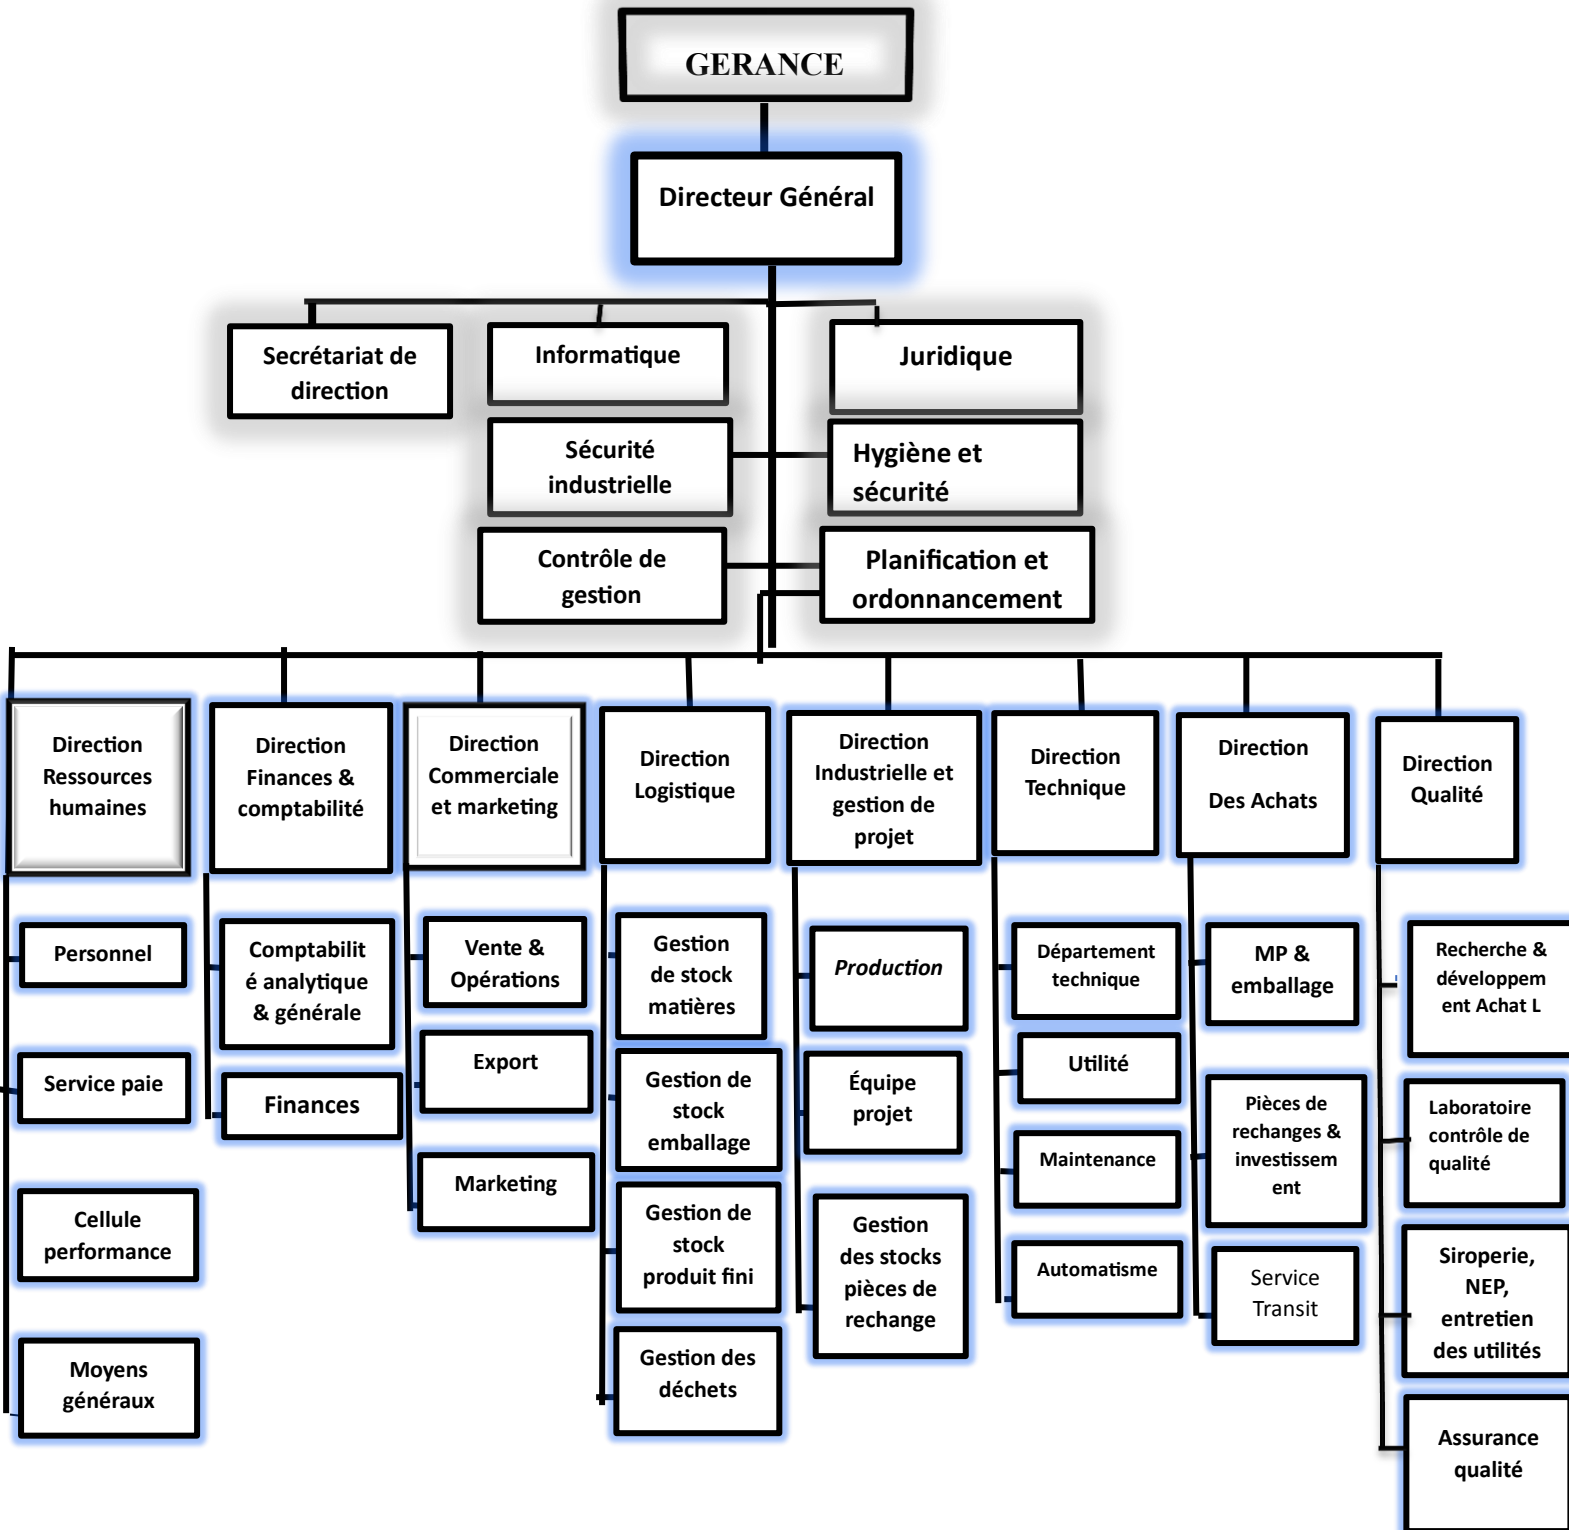 GERANCE
Directeur Général
Secrétariat de
direction
Informatique
Juridique
Sécurité
industrielle
Hygiène et
sécurité
Contrôle de
gestion
Planification et
ordonnancement
Direction
Ressources
humaines
Direction
Finances &
comptabilité
Direction
Commerciale
et marketing
Direction
Logistique
Direction
Industrielle et
gestion de
projet
Direction
Technique
Direction
Des Achats
Direction
Qualité
Personnel
Service paie
Cellule
performance
Moyens
généraux
Comptabilit
é analytique
& générale
Finances
Vente &
Opérations
Export
Marketing
Gestion
de stock
matières
Gestion de
stock
emballage
Gestion de
stock
produit fini
Gestion des
déchets
Production
Équipe
projet
Gestion
des stocks
pièces de
rechange
Département
technique
Utilité
Maintenance
Automatisme
MP &
emballage
Pièces de
rechanges &
investissem
ent
Service
Transit
Recherche &
développem
ent Achat L
Laboratoire
contrôle de
qualité
Siroperie,
NEP,
entretien
des utilités
Assurance
qualité